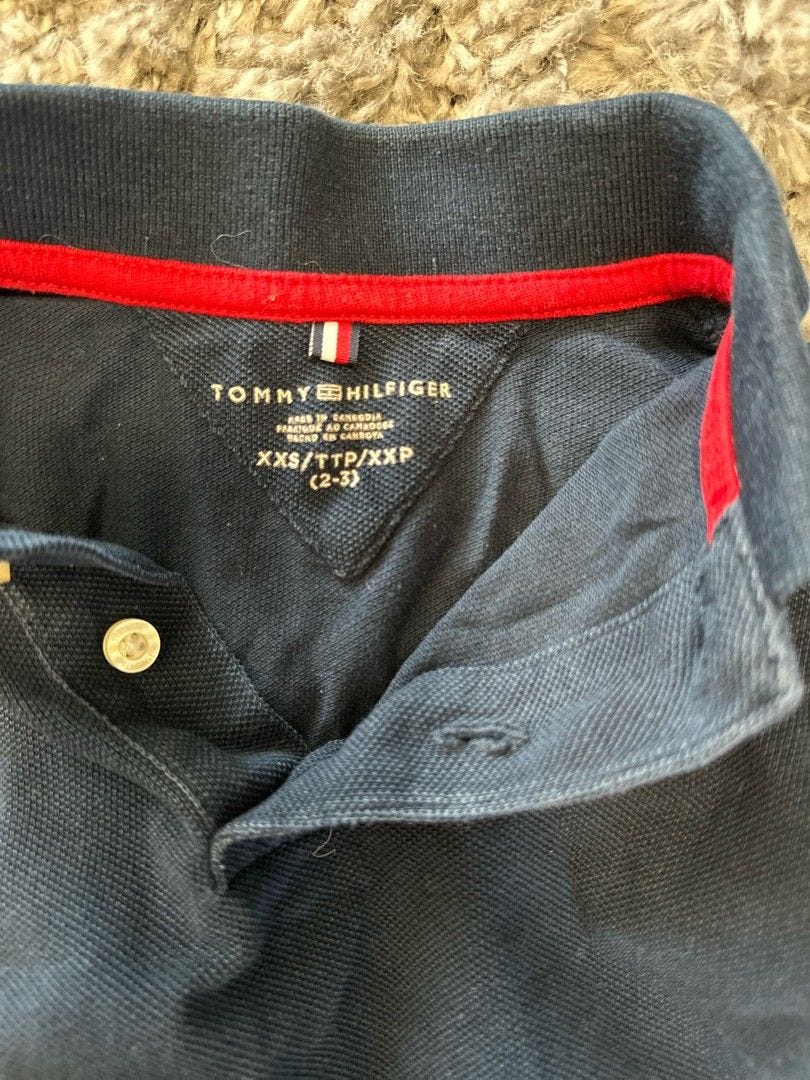 TOMMY HILFIGER
MADE IN CAMBODIA
FABRIQUÉ AU CAMBODGE
HECHO EN CAMBOYA
XXS/TTP/XXP
(2-3)